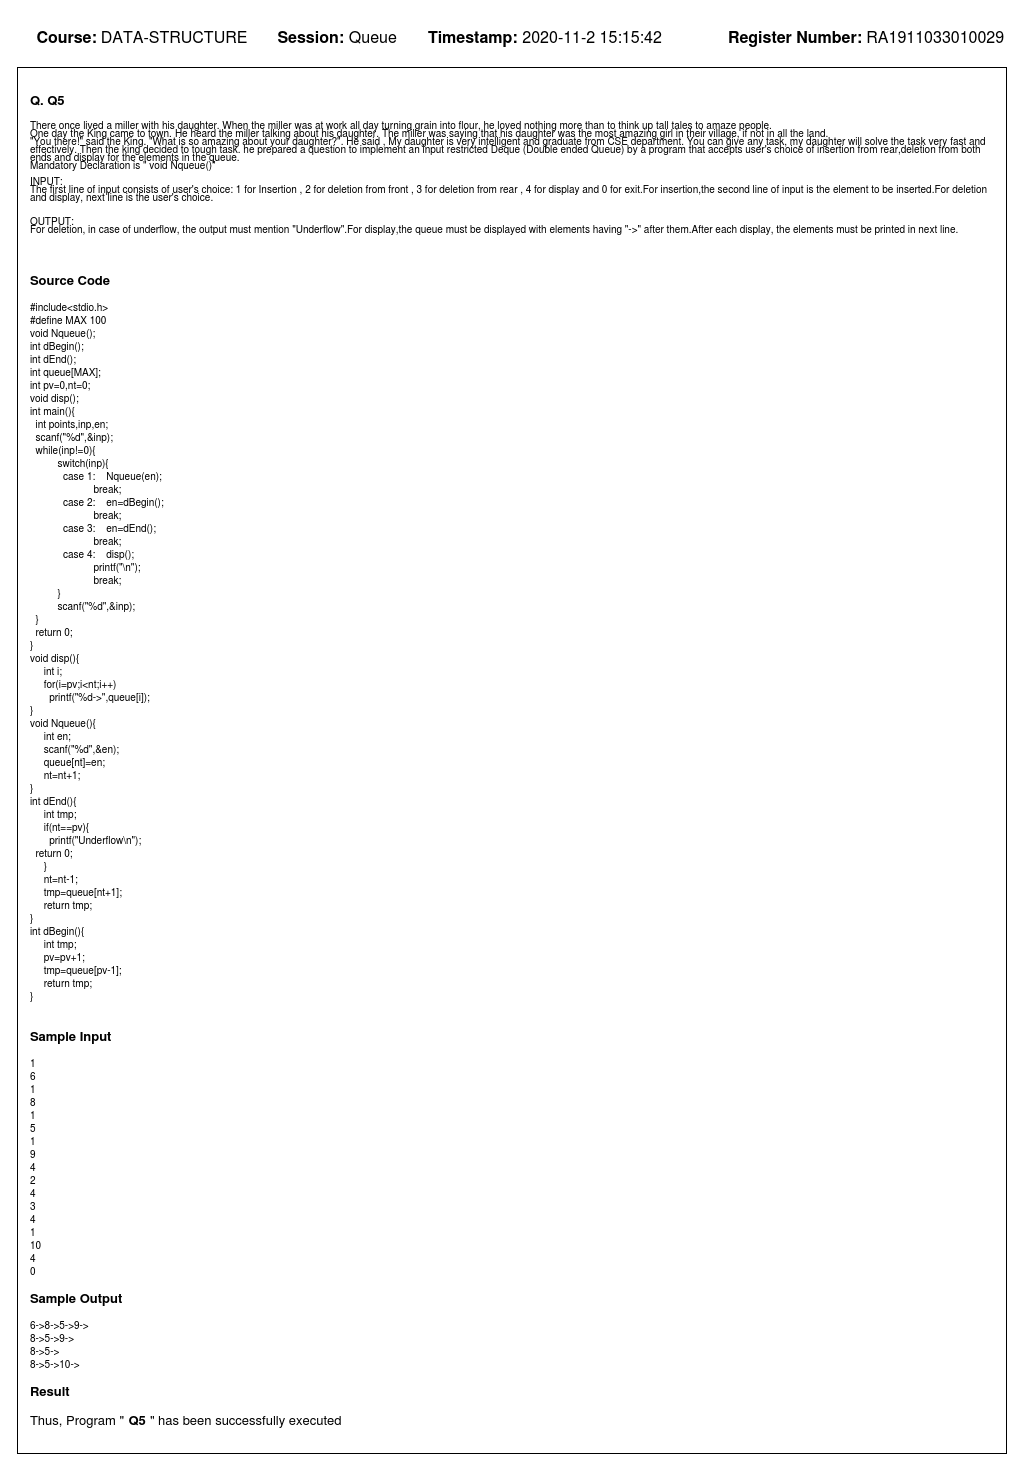 Course: DATA-STRUCTURE Session: Queue Timestamp: 2020-11-2 15:15:42 Register Number: RA1911033010029
Q. Q5
There once lived a miller with his daughter. When the miller was at work all day turning grain into flour, he loved nothing more than to think up tall tales to amaze people.
One day the King came to town. He heard the miller talking about his daughter. The miller was saying that his daughter was the most amazing girl in their village, if not in all the land.
"You there!" said the King. "What is so amazing about your daughter?". He said , My daughter is very intelligent and graduate from CSE department. You can give any task, my daughter will solve the task very fast and
effectively. Then the king decided to tough task. he prepared a question to implement an input restricted Deque (Double ended Queue) by a program that accepts user's choice of insertion from rear,deletion from both
ends and display for the elements in the queue.
Mandatory Declaration is " void Nqueue()"
INPUT:
The first line of input consists of user's choice: 1 for Insertion , 2 for deletion from front , 3 for deletion from rear , 4 for display and 0 for exit.For insertion,the second line of input is the element to be inserted.For deletion
and display, next line is the user's choice.
OUTPUT:
For deletion, in case of underflow, the output must mention "Underflow".For display,the queue must be displayed with elements having "->" after them.After each display, the elements must be printed in next line.
Source Code
#include<stdio.h>
#define MAX 100
void Nqueue();
int dBegin();
int dEnd();
int queue[MAX];
int pv=0,nt=0;
void disp();
int main(){
int points,inp,en;
scanf("%d",&inp);
while(inp!=0){
switch(inp){
case 1: Nqueue(en);
break;
case 2: en=dBegin();
break;
case 3: en=dEnd();
break;
case 4: disp();
printf("\n");
break;
}
scanf("%d",&inp);
}
return 0;
}
void disp(){
int i;
for(i=pv;i<nt;i++)
printf("%d->",queue[i]);
}
void Nqueue(){
int en;
scanf("%d",&en);
queue[nt]=en;
nt=nt+1;
}
int dEnd(){
int tmp;
if(nt==pv){
printf("Underflow\n");
return 0;
}
nt=nt-1;
tmp=queue[nt+1];
return tmp;
}
int dBegin(){
int tmp;
pv=pv+1;
tmp=queue[pv-1];
return tmp;
}
Sample Input
1
6
1
8
1
5
1
9
4
2
4
3
4
1
10
4
0
Sample Output
6->8->5->9->
8->5->9->
8->5->
8->5->10->
Result
Thus, Program " Q5 " has been successfully executed